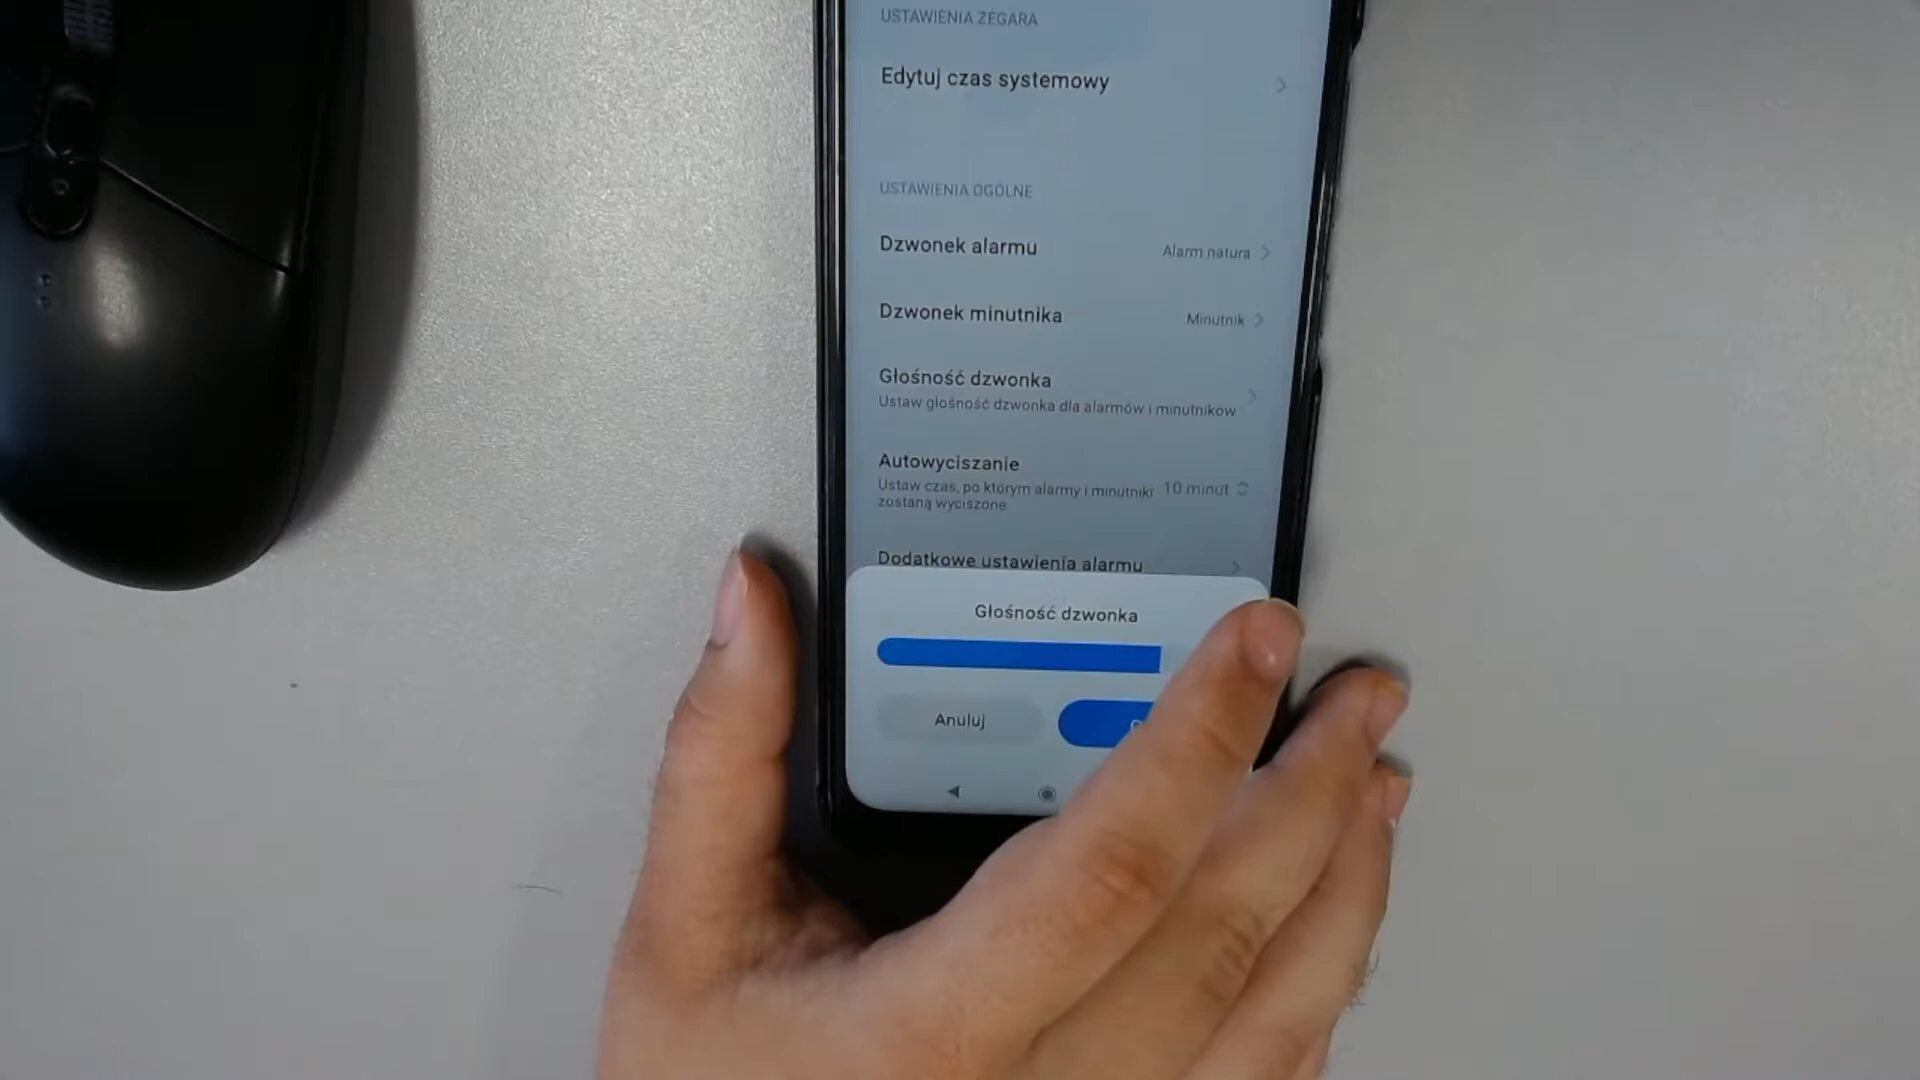 USTAWIENIA ZEGARA
Edytuj czas systemowy
USTAWIENIA OGÓLNE
Dzwonek alarmu
Alarm natura
Dzwonek minutnika
Minutnik
Głośność dzwonka
Ustaw głośność dzwonka dla alarmów i minutników
Autowyciszanie
Ustaw czas, po którym alarmy i minutniki
zostaną wyciszone
10 minut
Dodatkowe ustawienia alarmu
Głośność dzwonka
Anuluj